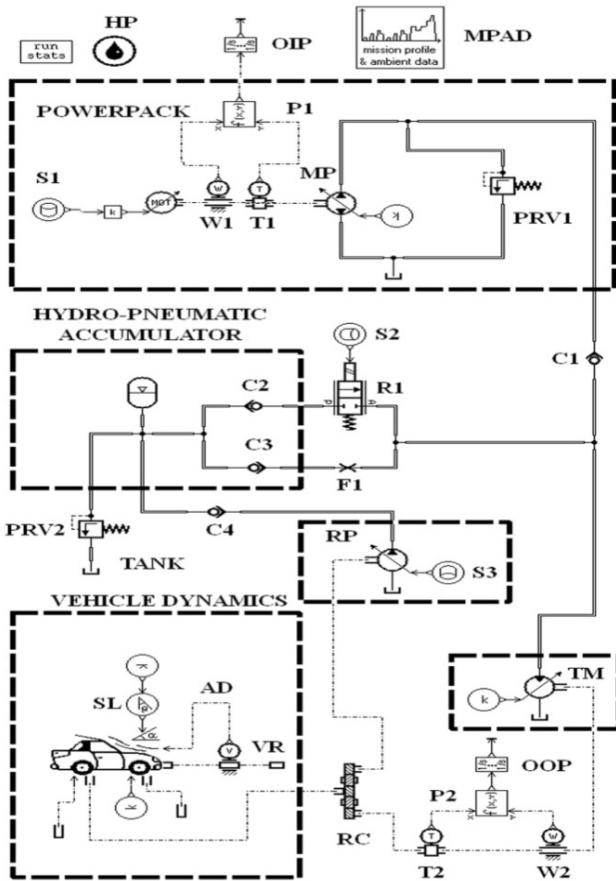 HP
run
stats
OIP
mission profile
& ambient data
MPAD
POWERPACK
P1
f(x,y)
x
y
S1
k
MOT
W
W1
T
T1
MP
k
PRV1
HYDRO-PNEUMATIC
ACCUMULATOR
S2
C1
C2
R1
P
A
C3
F1
PRV2
C4
TANK
RP
S3
VEHICLE DYNAMICS
K
SL
α
AD
V
VR
k
TM
k
OOP
P2
f(x,y)
x
y
RC
T
T2
W
W2